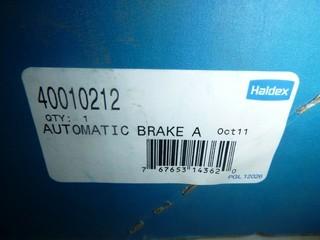 Haldex
40010212
QTY: 1
AUTOMATIC BRAKE A Oct11
7 67653 14362 0
PGL 12026